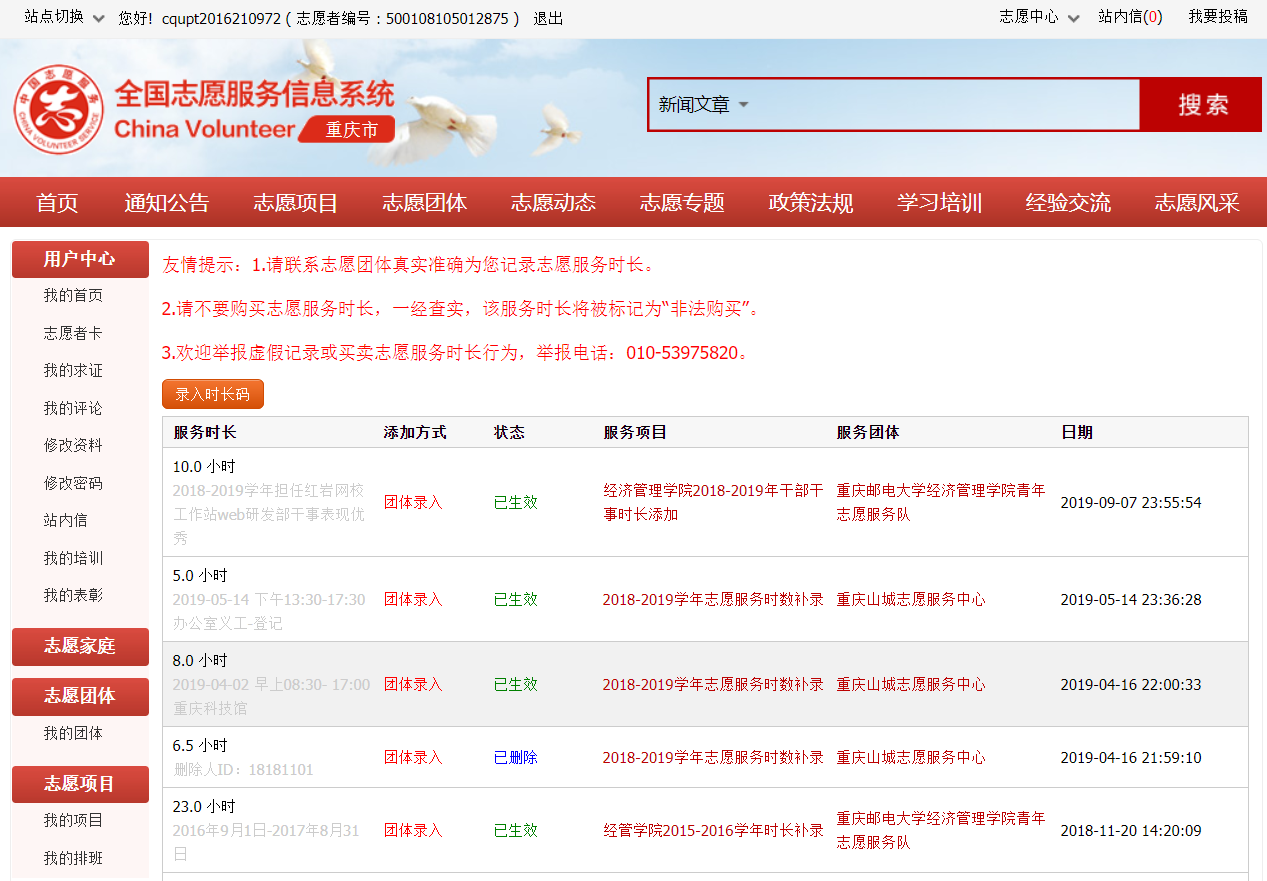 站点切换 您好! cqupt2016210972 ( 志愿者编号：500108105012875 ) 退出 志愿中心 站内信(0) 我要投稿
中国志愿服务
CHINA VOLUNTEER SERVICE
全国志愿服务信息系统
China Volunteer 重庆市
新闻文章 搜索
首页 通知公告 志愿项目 志愿团体 志愿动态 志愿专题 政策法规 学习培训 经验交流 志愿风采
用户中心
我的首页
志愿者卡
我的求证
我的评论
修改资料
修改密码
站内信
我的培训
我的表彰
志愿家庭
志愿团体
我的团体
志愿项目
我的项目
我的排班
友情提示：1.请联系志愿团体真实准确为您记录志愿服务时长。
2.请不要购买志愿服务时长，一经查实，该服务时长将被标记为“非法购买”。
3.欢迎举报虚假记录或买卖志愿服务时长行为，举报电话：010-53975820。
录入时长码
服务时长 添加方式 状态 服务项目 服务团体 日期
10.0 小时
2018-2019学年担任红岩网校
工作站web研发部干事表现优
秀
团体录入 已生效
经济管理学院2018-2019年干部干
事时长添加
重庆邮电大学经济管理学院青年
志愿服务队
2019-09-07 23:55:54
5.0 小时
2019-05-14 下午13:30-17:30
办公室义工-登记
团体录入 已生效 2018-2019学年志愿服务时数补录 重庆山城志愿服务中心 2019-05-14 23:36:28
8.0 小时
2019-04-02 早上08:30- 17:00
重庆科技馆
团体录入 已生效 2018-2019学年志愿服务时数补录 重庆山城志愿服务中心 2019-04-16 22:00:33
6.5 小时
删除人ID：18181101
团体录入 已删除 2018-2019学年志愿服务时数补录 重庆山城志愿服务中心 2019-04-16 21:59:10
23.0 小时
2016年9月1日-2017年8月31
日
团体录入 已生效 经管学院2015-2016学年时长补录
重庆邮电大学经济管理学院青年
志愿服务队
2018-11-20 14:20:09